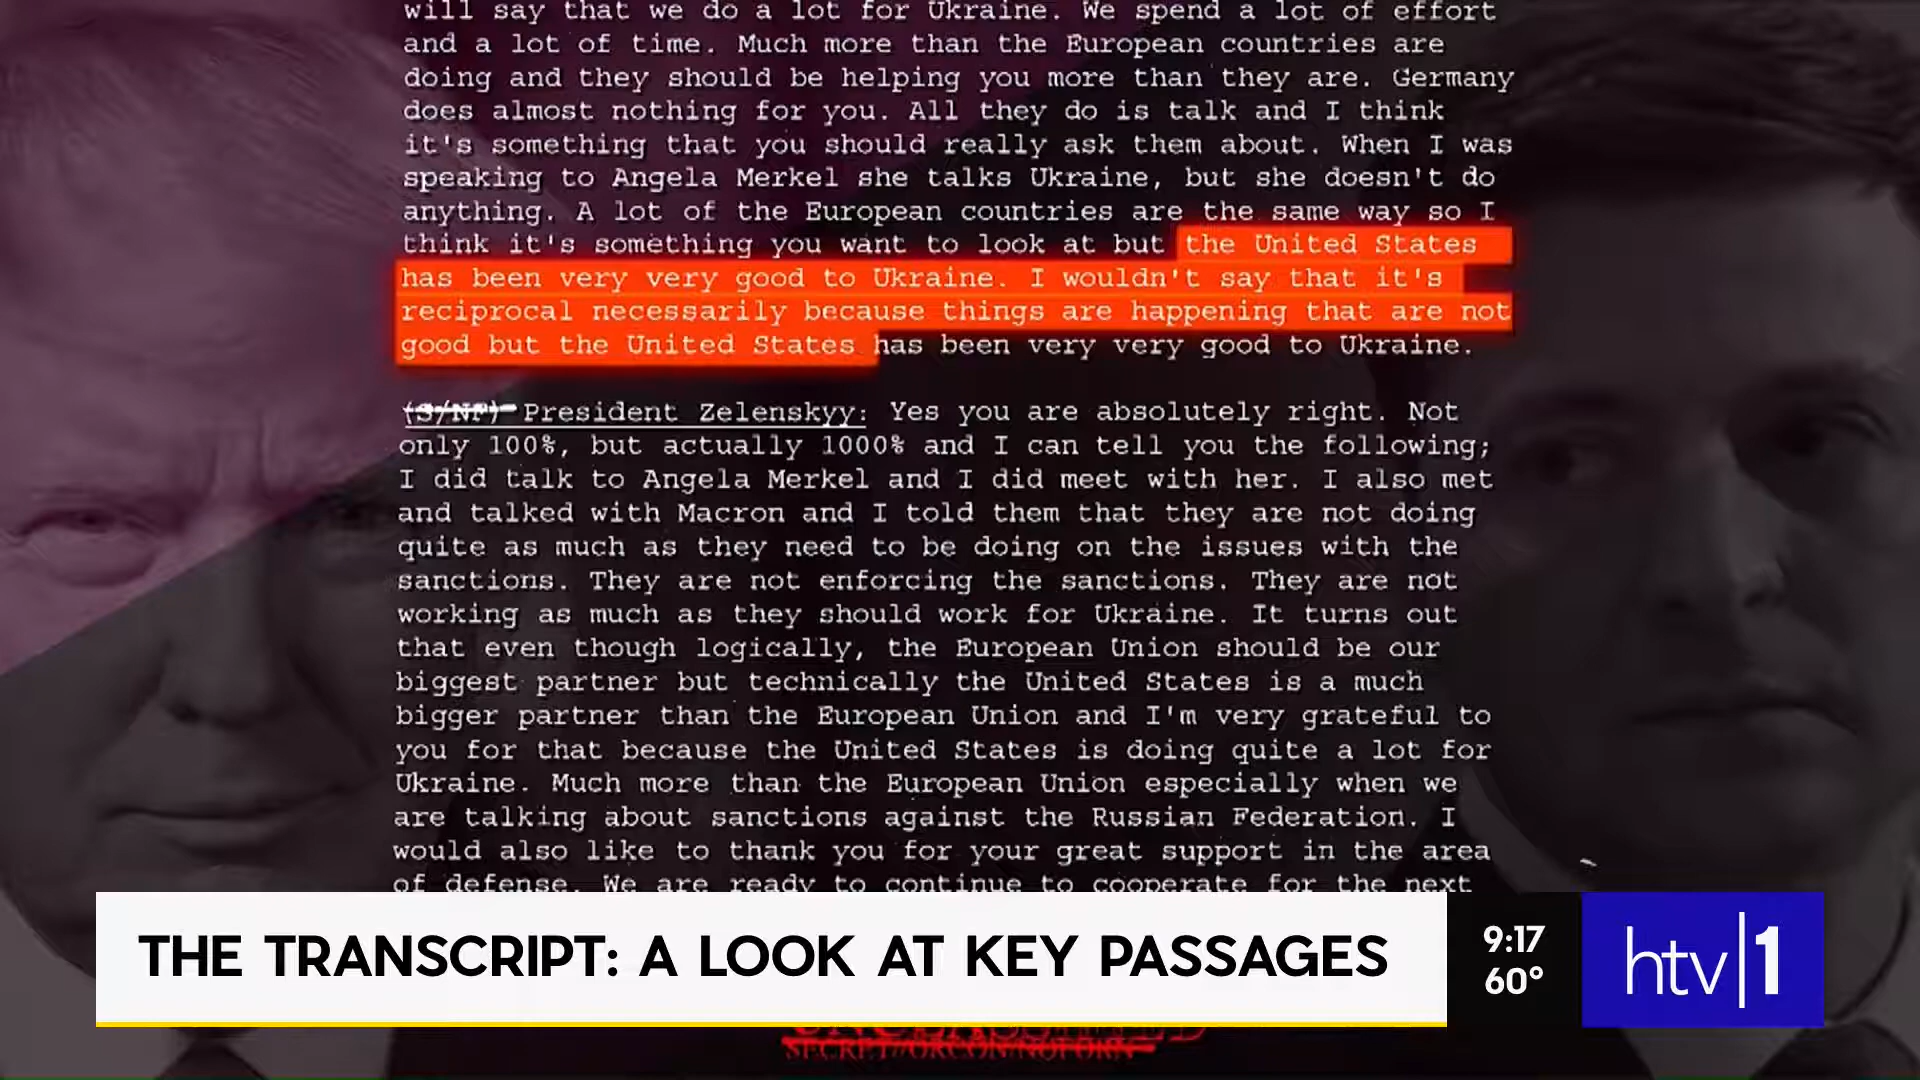 will say that we do a lot for Ukraine. We spend a lot of effort
and a lot of time. Much more than the European countries are
doing and they should be helping you more than they are. Germany
does almost nothing for you. All they do is talk and I think
it's something that you should really ask them about. When I was
speaking to Angela Merkel she talks Ukraine, but she doesn't do
anything. A lot of the European countries are the same way so I
think it's something you want to look at but the United States
has been very very good to Ukraine. I wouldn't say that it's
reciprocal necessarily because things are happening that are not
good but the United States has been very very good to Ukraine.
(S/NF) President Zelenskyy: Yes you are absolutely right. Not
only 100%, but actually 1000% and I can tell you the following;
I did talk to Angela Merkel and I did meet with her. I also met
and talked with Macron and I told them that they are not doing
quite as much as they need to be doing on the issues with the
sanctions. They are not enforcing the sanctions. They are not
working as much as they should work for Ukraine. It turns out
that even though logically, the European Union should be our
biggest partner but technically the United States is a much
bigger partner than the European Union and I'm very grateful to
you for that because the United States is doing quite a lot for
Ukraine. Much more than the European Union especially when we
are talking about sanctions against the Russian Federation. I
would also like to thank you for your great support in the area
of defense. We are ready to continue to cooperate for the next
THE TRANSCRIPT: A LOOK AT KEY PASSAGES
9:17
60°
htv|1
UNCLASSIFIED
SECRET//ORCON/NOFORN